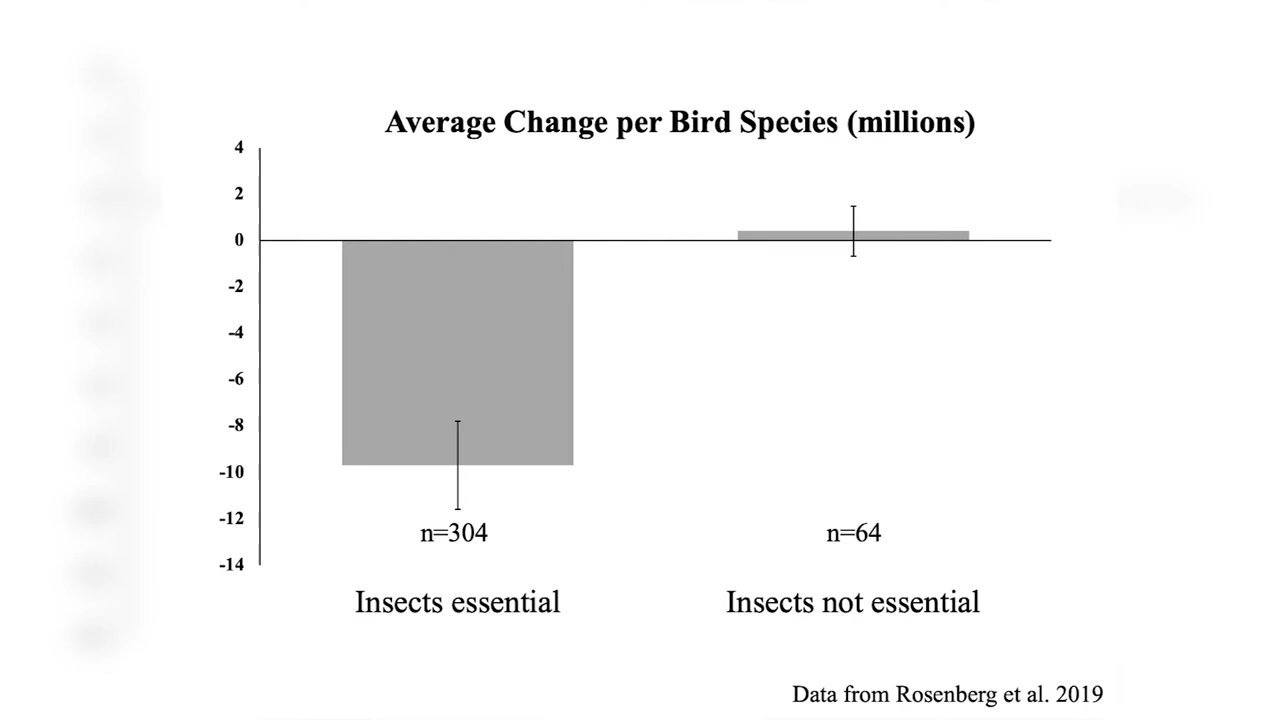 Average Change per Bird Species (millions)
4
2
0
-2
-4
-6
-8
-10
-12
-14
n=304
n=64
Insects essential
Insects not essential
Data from Rosenberg et al. 2019